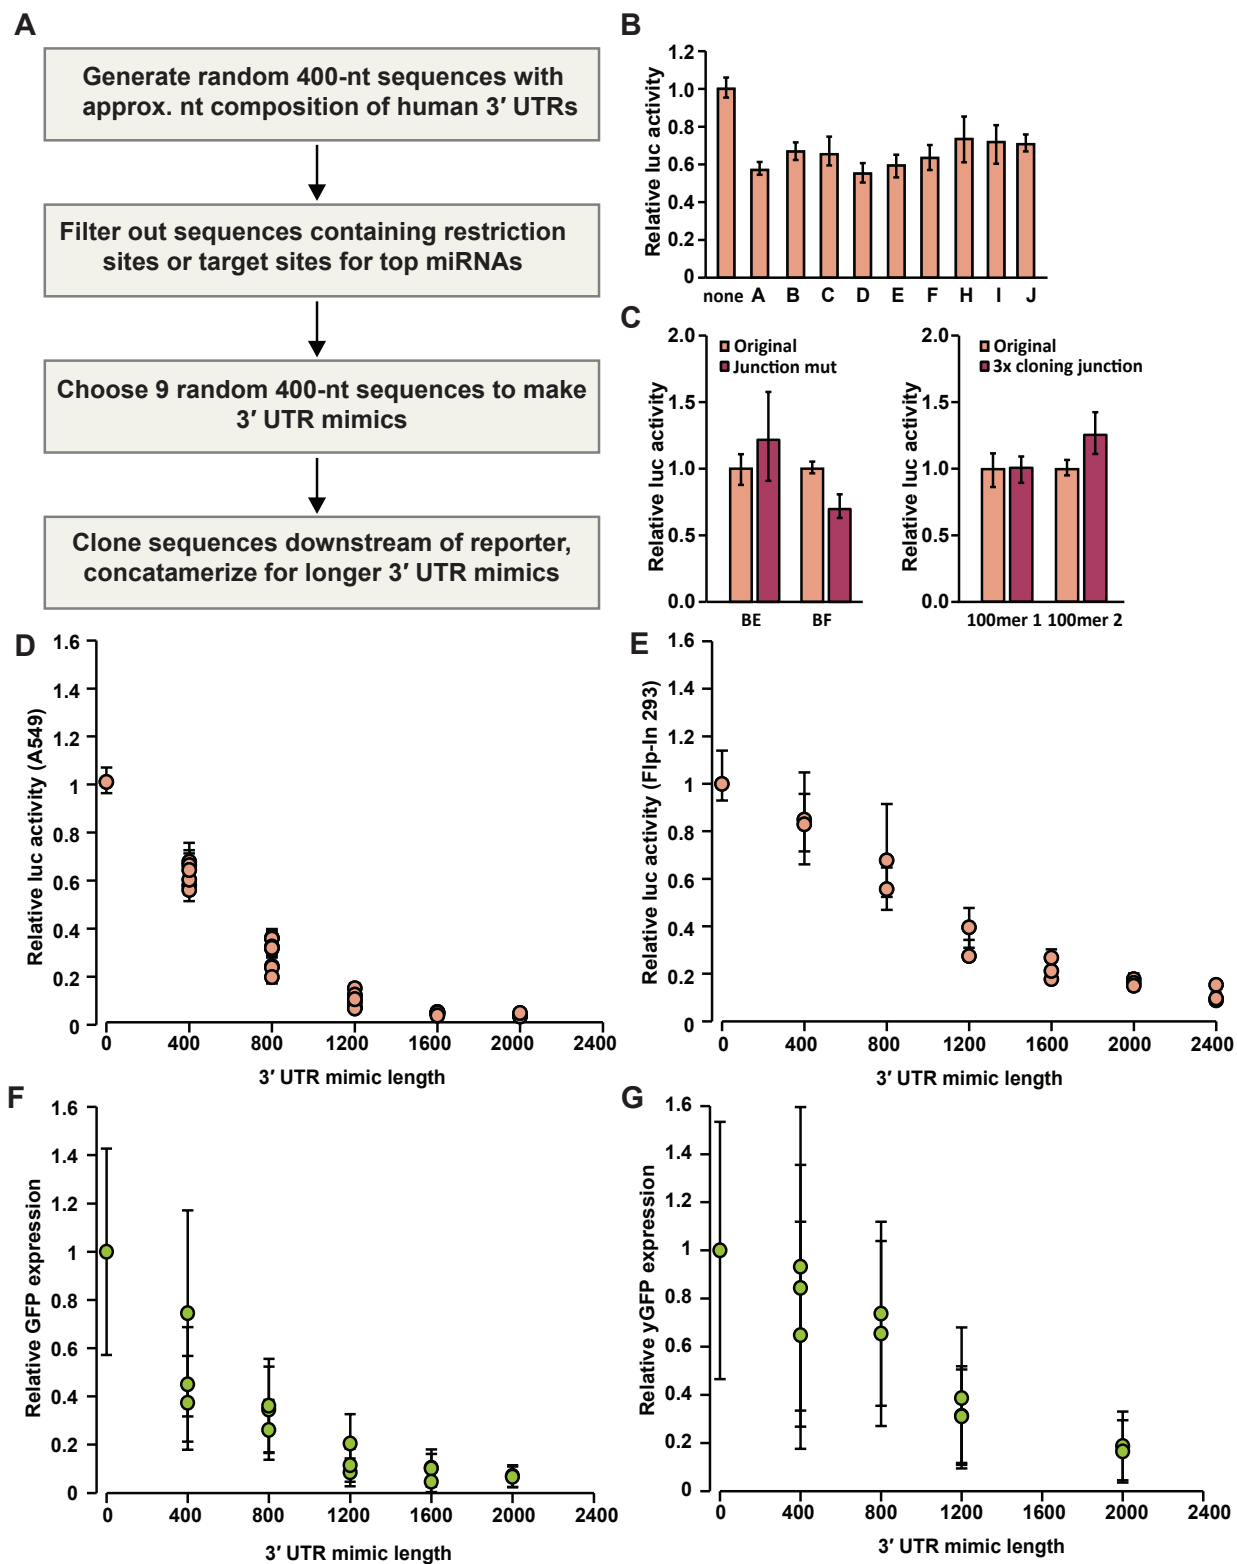 A
Generate random 400-nt sequences with
approx. nt composition of human 3′ UTRs
Filter out sequences containing restriction
sites or target sites for top miRNAs
Choose 9 random 400-nt sequences to make
3′ UTR mimics
Clone sequences downstream of reporter,
concatamerize for longer 3′ UTR mimics
B
Relative luc activity
1.2
1.0
0.8
0.6
0.4
0.2
0
none A B C D E F H I J
C
Relative luc activity
2.0
1.5
1.0
0.5
0.0
Original
Junction mut
BE BF
Relative luc activity
2.0
1.5
1.0
0.5
0.0
Original
3x cloning junction
100mer 1 100mer 2
D
Relative luc activity (A549)
1.6
1.4
1.2
1
0.8
0.6
0.4
0.2
0
0 400 800 1200 1600 2000 2400
3′ UTR mimic length
E
Relative luc activity (Flp-In 293)
1.6
1.4
1.2
1
0.8
0.6
0.4
0.2
0
0 400 800 1200 1600 2000 2400
3′ UTR mimic length
F
Relative GFP expression
1.6
1.4
1.2
1
0.8
0.6
0.4
0.2
0
0 400 800 1200 1600 2000 2400
3′ UTR mimic length
G
Relative yGFP expression
1.6
1.4
1.2
1
0.8
0.6
0.4
0.2
0
0 400 800 1200 1600 2000 2400
3′ UTR mimic length